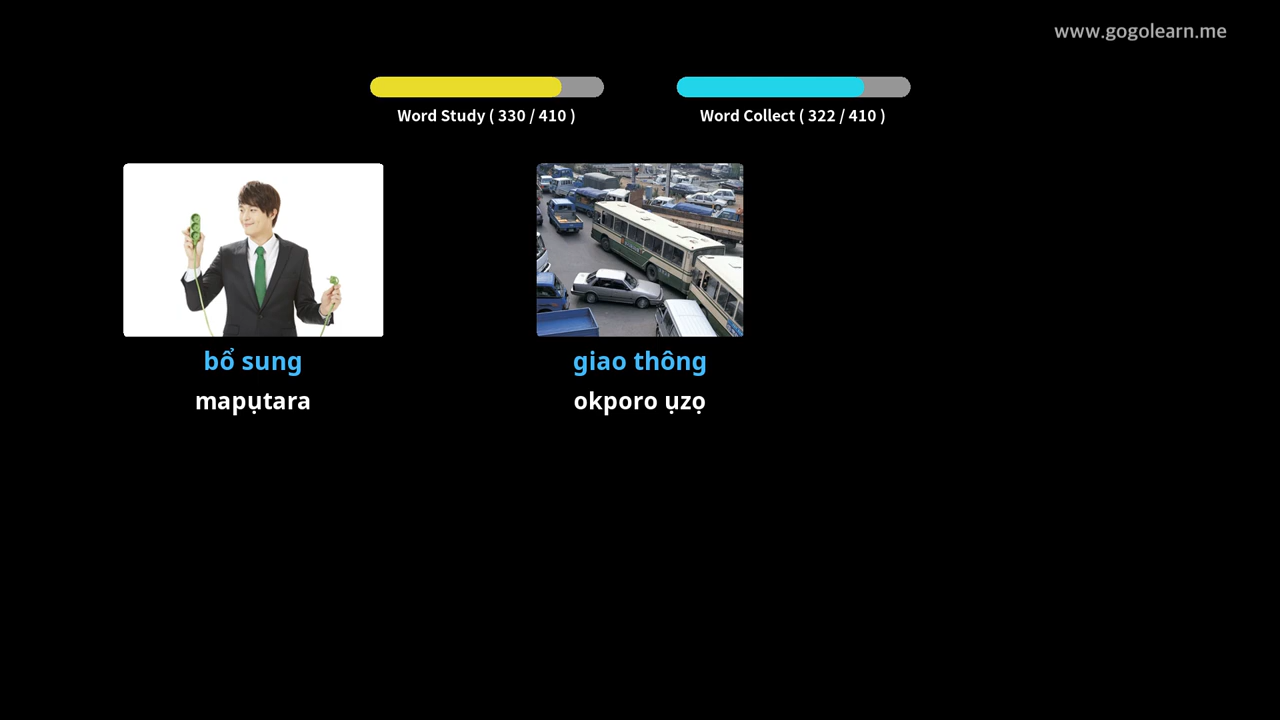 www.gogolearn.me
Word Study ( 330 / 410 )
Word Collect ( 322 / 410 )
bổ sung
giao thông
mapụtara
okporo ụzọ